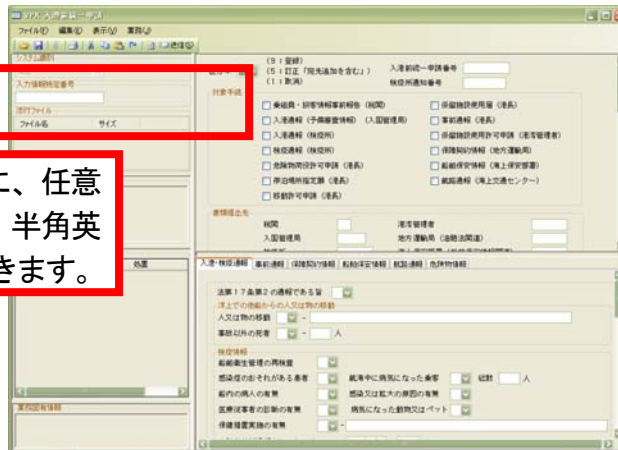 VPX 入港前統一申請
ファイル(F) 編集(E) 表示(V) 業務(J)
送信(S)
システム識別
入力情報特定番号
添付ファイル
ファイル名 サイズ
に、任意
半角英
きます。
処置
業務固有情報
(9:登録)
(5:訂正「宛先追加を含む」)
(1:取消)
入港前統一申請番号
検疫所通知番号
対象手続
乗組員・旅客情報事前報告(税関)
係留施設使用届(港長)
入港通報(予備審査情報)(入国管理局)
事前通報(港長)
入港通報(検疫所)
係留施設使用許可申請(港湾管理者)
検疫通報(検疫所)
保障契約情報(地方運輸局)
危険物荷役許可申請(港長)
船舶保安情報(海上保安部署)
停泊場所指定願(港長)
航路通報(海上交通センター)
移動許可申請(港長)
書類提出先
税関
港湾管理者
入国管理局
地方運輸局(油賠法関連)
入港・検疫通報 事前通報 保障契約情報 船舶保安情報 航路通報 危険物情報
法第17条第2の通報である旨
洋上での他船からの人又は物の移動
人又は物の移動 -
事故以外の死者 - 人
検疫情報
船舶衛生管理の再検査
感染症のおそれがある患者 航海中に病気になった乗客 総数 人
船内の病人の有無 感染又は拡大の原因の有無
医療従事者の診断の有無 病気になった動物又はペット
保健措置実施の有無 -